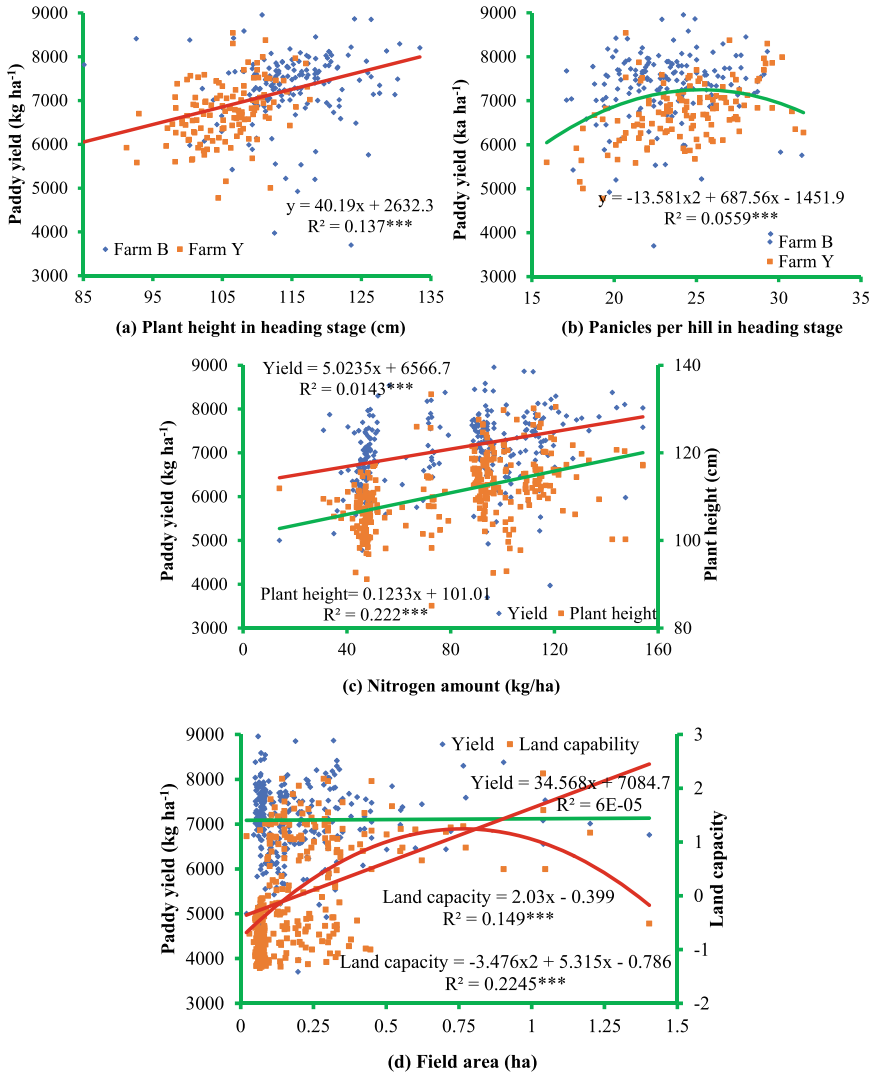 9000
8000
7000
6000
5000
4000
3000
Paddy yield (kg ha⁻¹)
y = 40.19x + 2632.3
R² = 0.137***
Farm B Farm Y
85 95 105 115 125 135
(a) Plant height in heading stage (cm)
9000
8000
7000
6000
5000
4000
3000
Paddy yield (ka ha⁻¹)
y = -13.581x2 + 687.56x - 1451.9
R² = 0.0559***
Farm B
Farm Y
15 20 25 30 35
(b) Panicles per hill in heading stage
9000
8000
7000
6000
5000
4000
3000
Paddy yield (kg ha⁻¹)
Yield = 5.0235x + 6566.7
R² = 0.0143***
Plant height= 0.1233x + 101.01
R² = 0.222***
Yield Plant height
140
120
100
80
Plant height (cm)
0 40 80 120 160
(c) Nitrogen amount (kg/ha)
9000
8000
7000
6000
5000
4000
3000
Paddy yield (kg ha⁻¹)
Yield Land capability
Yield = 34.568x + 7084.7
R² = 6E-05
Land capacity = 2.03x - 0.399
R² = 0.149***
Land capacity = -3.476x2 + 5.315x - 0.786
R² = 0.2245***
3
2
1
0
-1
-2
Land capacity
0 0.25 0.5 0.75 1 1.25 1.5
(d) Field area (ha)